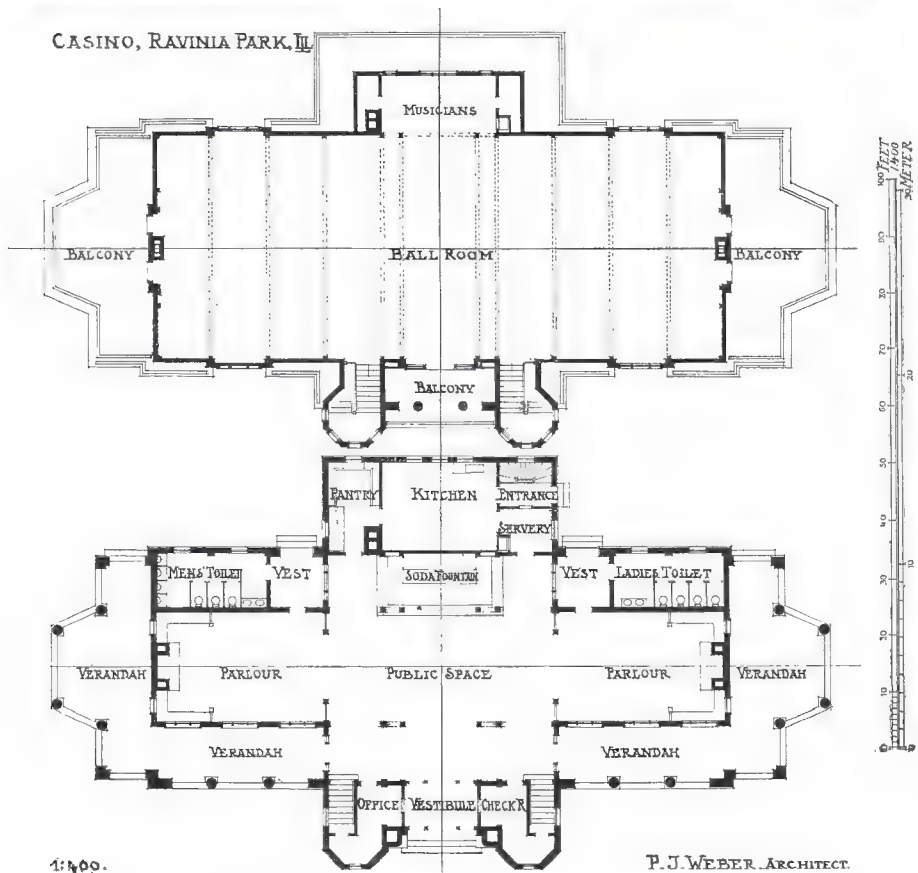 CASINO, RAVINIA PARK, ILL
MUSICIANS
BALCONY
BALL ROOM
BALCONY
BALCONY
100 FEET
1:400
30 METER
90
80
70
20
60
50
40
30
10
20
10
0
0
PANTRY
KITCHEN
ENTRANCE
SERVERY
MENS' TOILET
VEST
SODA FOUNTAIN
VEST
LADIES TOILET
VERANDAH
PARLOUR
PUBLIC SPACE
PARLOUR
VERANDAH
VERANDAH
VERANDAH
OFFICE
VESTIBULE
CHECK'R
1:400.
P. J. WEBER. ARCHITECT.